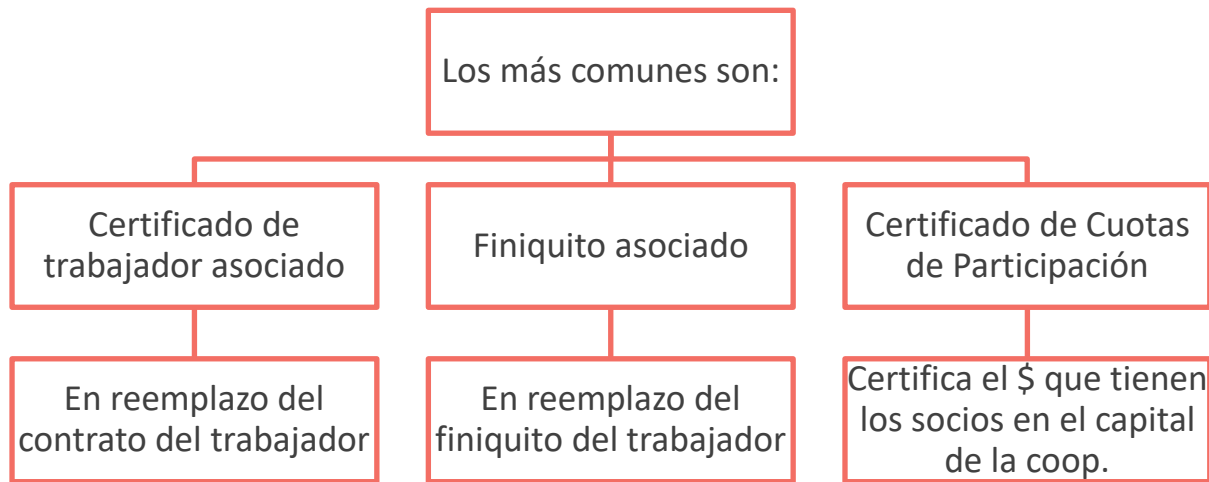 Los más comunes son:
Certificado de
trabajador asociado
Finiquito asociado
Certificado de Cuotas
de Participación
En reemplazo del
contrato del trabajador
En reemplazo del
finiquito del trabajador
Certifica el $ que tienen
los socios en el capital
de la coop.